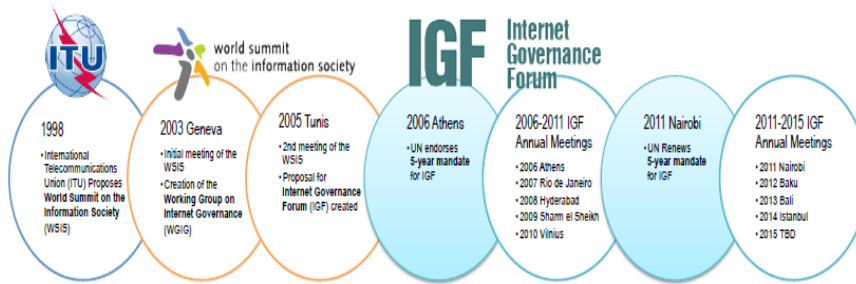 ITU
world summit
on the information society
IGF
Internet
Governance
Forum
1998
• International
Telecommunications
Union (ITU) Proposes
World Summit on the
Information Society
(WSIS)
2003 Geneva
• Initial meeting of the
WSIS
• Creation of the
Working Group on
Internet Governance
(WGIG)
2005 Tunis
• 2nd meeting of the
WSIS
• Proposal for
Internet Governance
Forum (IGF) created
2006 Athens
• UN endorses
5-year mandate
for IGF
2006-2011 IGF
Annual Meetings
• 2006 Athens
• 2007 Rio de Janeiro
• 2008 Hyderabad
• 2009 Sharm el Sheikh
• 2010 Vilnius
2011 Nairobi
• UN Renews
5-year mandate
for IGF
2011-2015 IGF
Annual Meetings
• 2011 Nairobi
• 2012 Baku
• 2013 Bali
• 2014 Istanbul
• 2015 TBD